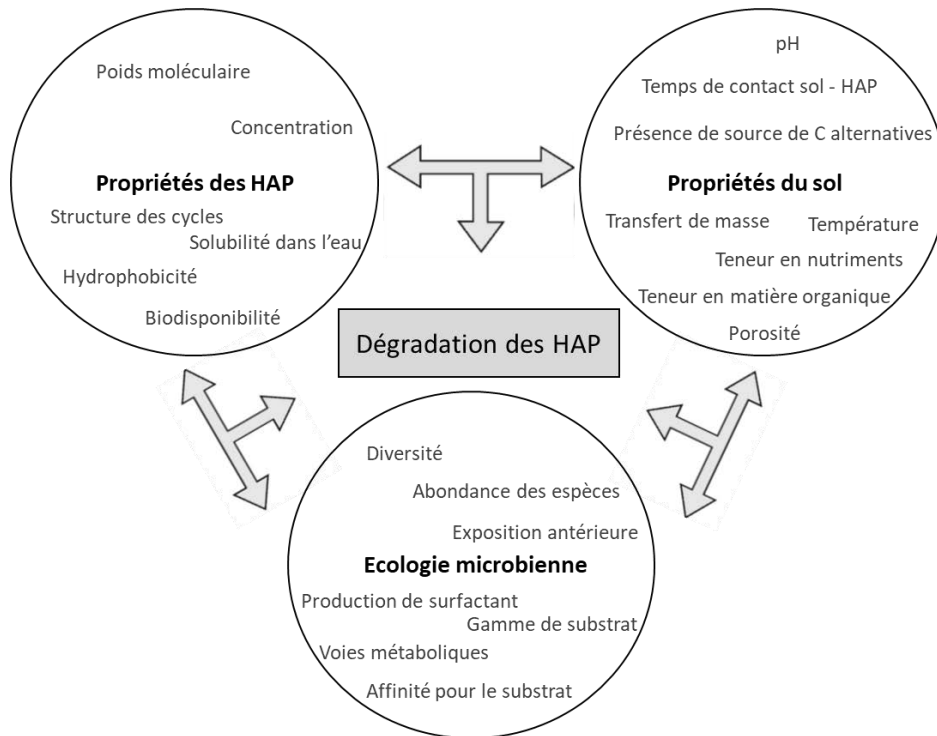 Poids moléculaire
Concentration
Propriétés des HAP
Structure des cycles
Solubilité dans l'eau
Hydrophobicité
Biodisponibilité
pH
Temps de contact sol - HAP
Présence de source de C alternatives
Propriétés du sol
Transfert de masse
Température
Teneur en nutriments
Teneur en matière organique
Porosité
Dégradation des HAP
Diversité
Abondance des espèces
Exposition antérieure
Ecologie microbienne
Production de surfactant
Gamme de substrat
Voies métaboliques
Affinité pour le substrat